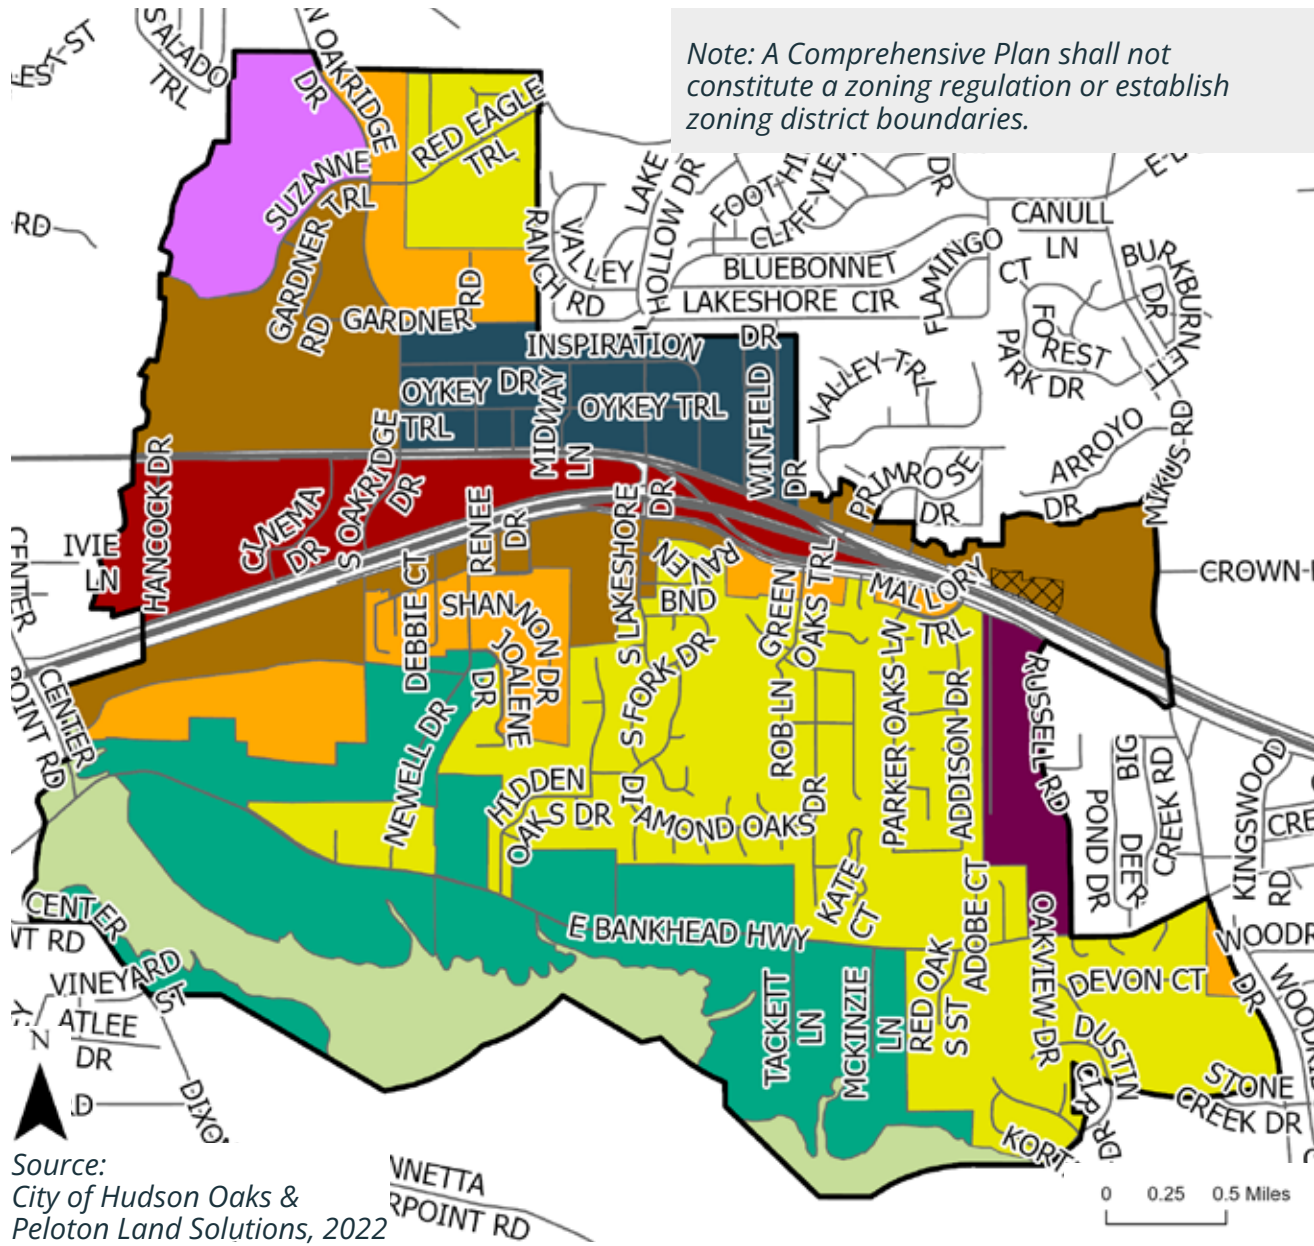 Note: A Comprehensive Plan shall not
constitute a zoning regulation or establish
zoning district boundaries.
SALADO
TRL
N OAKRIDGE
DR
RED EAGLE
TRL
SUZANNE
TRL
GARDNER
RD
GARDNER
RD
RANCH RD
VALLEY
LAKE
HOLLOW DR
DR
CANULL
LN
BLUEBONNET
LAKESHORE CIR
FLAMINGO
CT
BURKBURNETT
DR
FOREST
PARK DR
INSPIRATION
DR
DR
OYKEY
TRL
MIDWAY
LN
OYKEY TRL
WINFIELD
DR
VALLEY TRL
PRIMROSE
DR
ARROYO
DR
MIKUS RD
HANCOCK DR
CINEMA
DR
S OAKRIDGE
DR
IVIE
LN
CENTER
RENEE
DR
S LAKESHORE
DR
RAVEN
BND
GREEN
OAKS TRL
MALLORY
TRL
DEBBIE CT
SHANNON DR
JOALENE
DR
S FORK DR
ROB LN
PARKER OAKS LN
ADDISON DR
RUSSELL RD
CENTER
POINT RD
NEWELL DR
HIDDEN
OAKS DR
DIAMOND OAKS
DR
GIB
POND DR
DEER
CREEK RD
KINGSWOOD
RD
KATE
CT
ADOBE CT
OAKVIEW DR
E BANKHEAD HWY
CENTER
VINEYARD
ST
ATLEE
DR
TACKETT
LN
MCKINZIE
LN
RED OAK
S ST
DEVON CT
DUSTIN
CIR
DR
STONE
CREEK DR
DR
N
Source:
City of Hudson Oaks &
Peloton Land Solutions, 2022
0 0.25 0.5 Miles